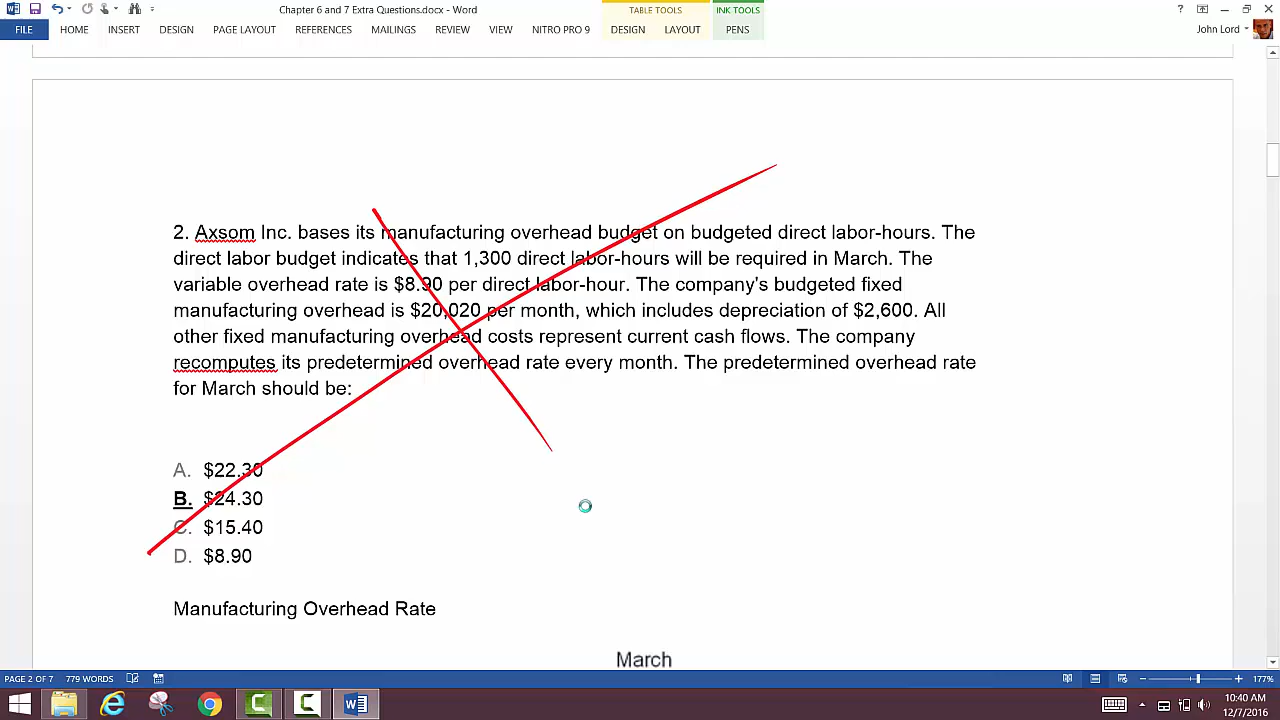 Chapter 6 and 7 Extra Questions.docx - Word
TABLE TOOLS
INK TOOLS
?
FILE
HOME
INSERT
DESIGN
PAGE LAYOUT
REFERENCES
MAILINGS
REVIEW
VIEW
NITRO PRO 9
DESIGN
LAYOUT
PENS
John Lord
2. Axsom Inc. bases its manufacturing overhead budget on budgeted direct labor-hours. The
direct labor budget indicates that 1,300 direct labor-hours will be required in March. The
variable overhead rate is $8.90 per direct labor-hour. The company's budgeted fixed
manufacturing overhead is $20,020 per month, which includes depreciation of $2,600. All
other fixed manufacturing overhead costs represent current cash flows. The company
recomputes its predetermined overhead rate every month. The predetermined overhead rate
for March should be:
A. $22.30
B. $24.30
C. $15.40
D. $8.90
Manufacturing Overhead Rate
March
PAGE 2 OF 7
779 WORDS
177%
10:40 AM
12/7/2016